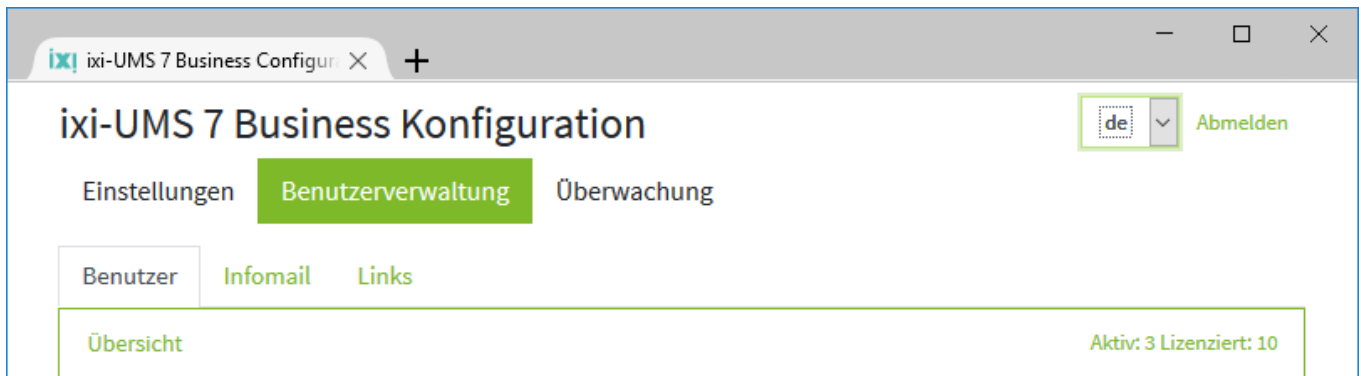 ixi ixi-UMS 7 Business Configur
ixi-UMS 7 Business Konfiguration
de Abmelden
Einstellungen Benutzerverwaltung Überwachung
Benutzer Infomail Links
Übersicht Aktiv: 3 Lizenziert: 10